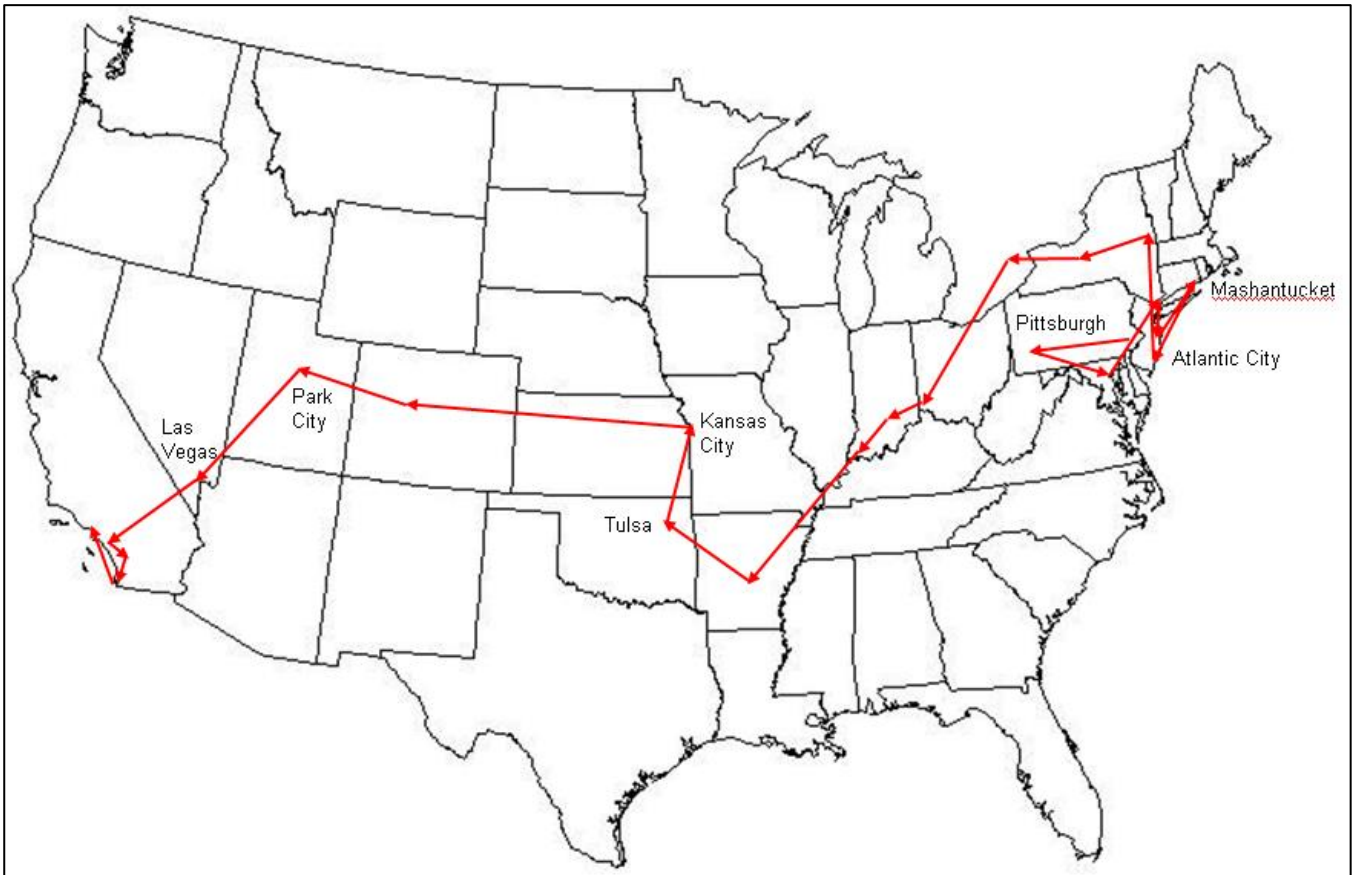 Mashantucket
Pittsburgh
Atlantic City
Park
City
Las
Vegas
Kansas
City
Tulsa